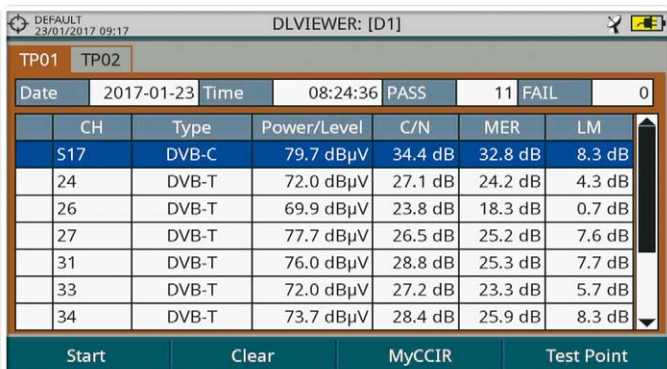 DEFAULT
23/01/2017 09:17 DLVIEWER: [D1]
TP01 TP02
Date 2017-01-23 Time 08:24:36 PASS 11 FAIL 0
CH Type Power/Level C/N MER LM
S17 DVB-C 79.7 dBµV 34.4 dB 32.8 dB 8.3 dB
24 DVB-T 72.0 dBµV 27.1 dB 24.2 dB 4.3 dB
26 DVB-T 69.9 dBµV 23.8 dB 18.3 dB 0.7 dB
27 DVB-T 77.7 dBµV 26.5 dB 25.2 dB 7.6 dB
31 DVB-T 76.0 dBµV 28.8 dB 25.3 dB 7.7 dB
33 DVB-T 72.0 dBµV 27.2 dB 23.3 dB 5.7 dB
34 DVB-T 73.7 dBµV 28.4 dB 25.9 dB 8.3 dB
Start Clear MyCCIR Test Point